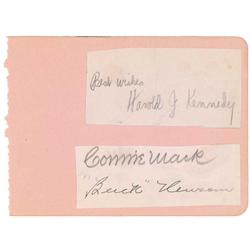 Best wishes
Harold J Kennedy
Connie Mack
"Buck" Newsom